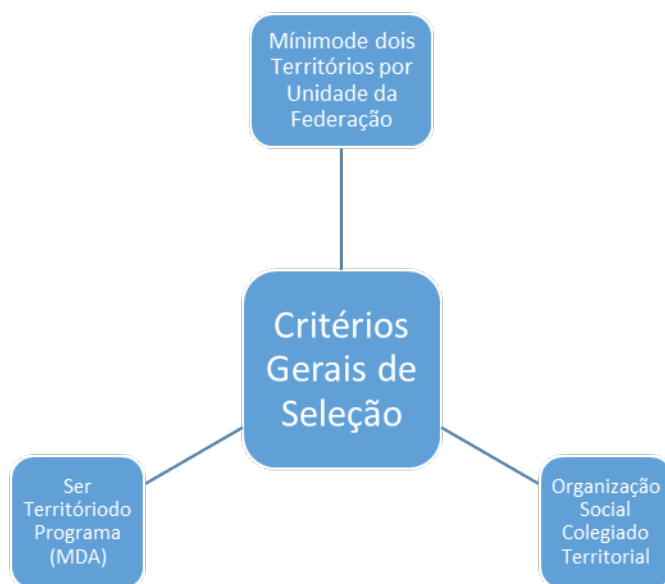 Mínimode dois
Territórios por
Unidade da
Federação
Critérios
Gerais de
Seleção
Ser
Territóriodo
Programa
(MDA)
Organização
Social
Colegiado
Territorial